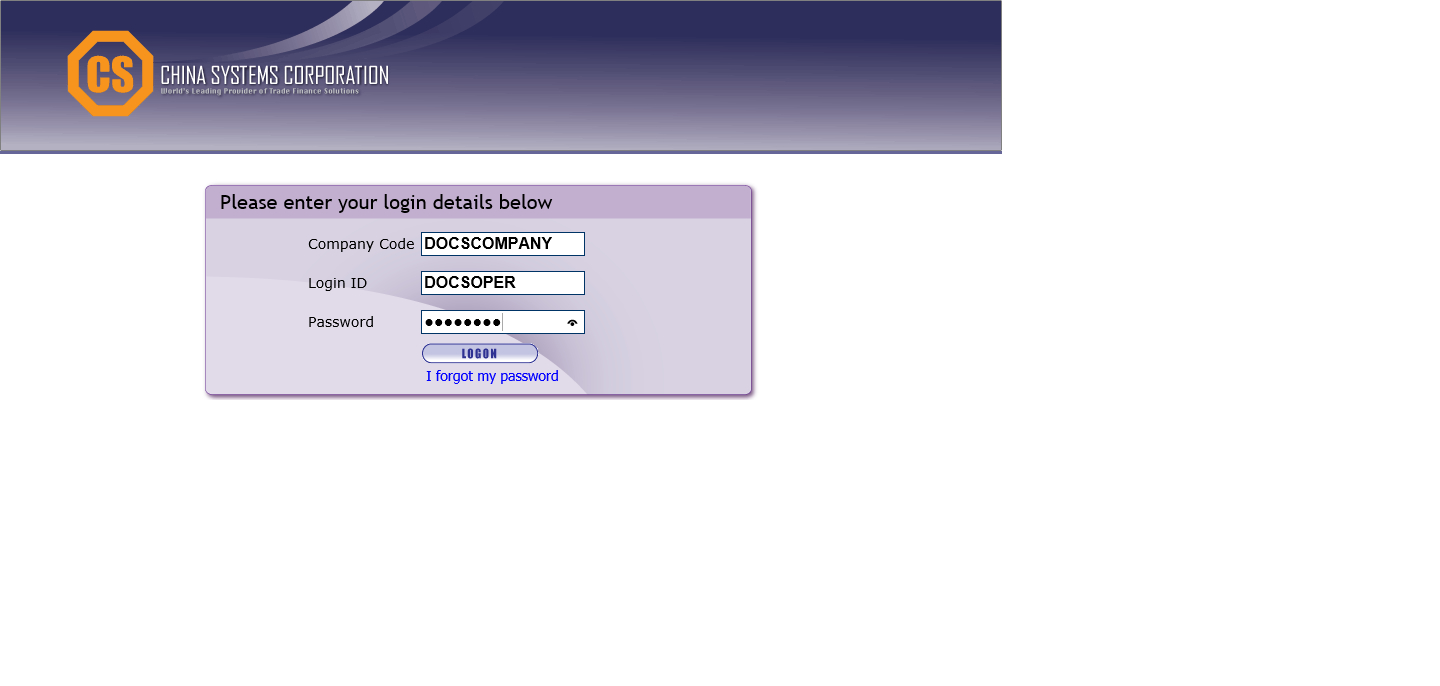 CS
CHINA SYSTEMS CORPORATION
World's Leading Provider of Trade Finance Solutions
Please enter your login details below
Company Code DOCSCOMPANY
Login ID DOCSOPER
Password ●●●●●●●●
LOGON
I forgot my password